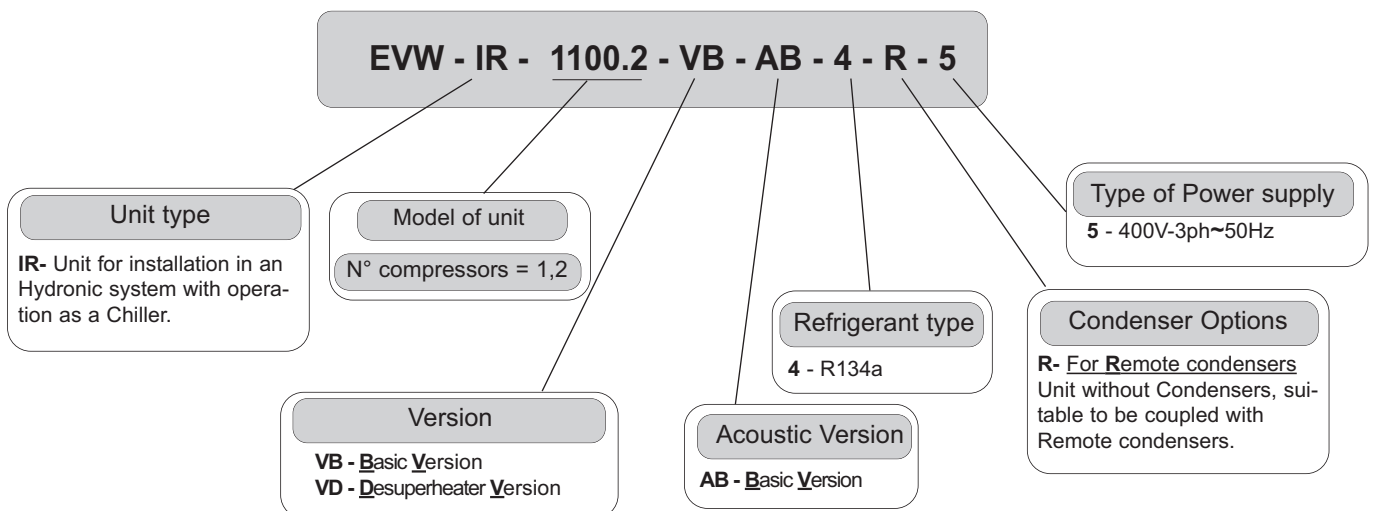 EVW - IR - 1100.2 - VB - AB - 4 - R - 5
Unit type
IR- Unit for installation in an
Hydronic system with opera-
tion as a Chiller.
Model of unit
N° compressors = 1,2
Type of Power supply
5 - 400V-3ph~50Hz
Refrigerant type
4 - R134a
Condenser Options
R- For Remote condensers
Unit without Condensers, sui-
table to be coupled with
Remote condensers.
Version
VB - Basic Version
VD - Desuperheater Version
Acoustic Version
AB - Basic Version